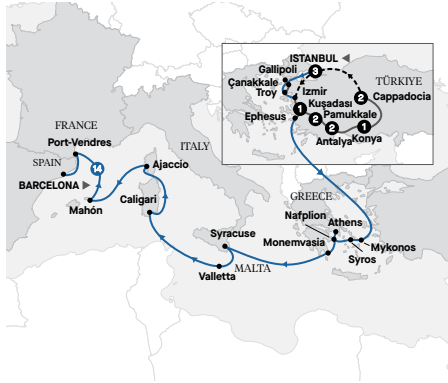 ISTANBUL
Gallipoli
3
TÜRKIYE
Çanakkale
Troy
Izmir
2
Cappadocia
1
Kuşadası
2
Pamukkale
Ephesus
2
1
Antalya
Konya
FRANCE
Port-Vendres
ITALY
SPAIN
14
Ajaccio
BARCELONA
Mahón
Caligari
GREECE
Nafplion
Athens
Syracuse
Monemvasia
Mykonos
Syros
Valletta
MALTA